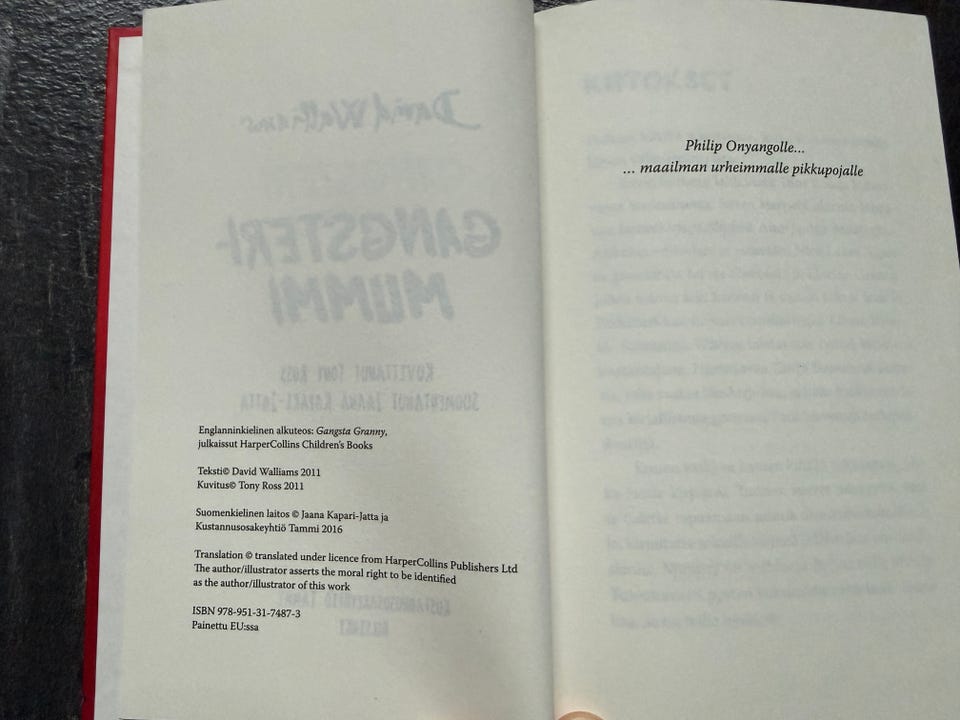 Englanninkielinen alkuteos: Gangsta Granny,
julkaissut HarperCollins Children's Books
Teksti© David Walliams 2011
Kuvitus© Tony Ross 2011
Suomenkielinen laitos © Jaana Kapari-Jatta ja
Kustannusosakeyhtiö Tammi 2016
Translation © translated under licence from HarperCollins Publishers Ltd
The author/illustrator asserts the moral right to be identified
as the author/illustrator of this work
ISBN 978-951-31-7487-3
Painettu EU:ssa
Philip Onyangolle...
... maailman urheimmalle pikkupojalle